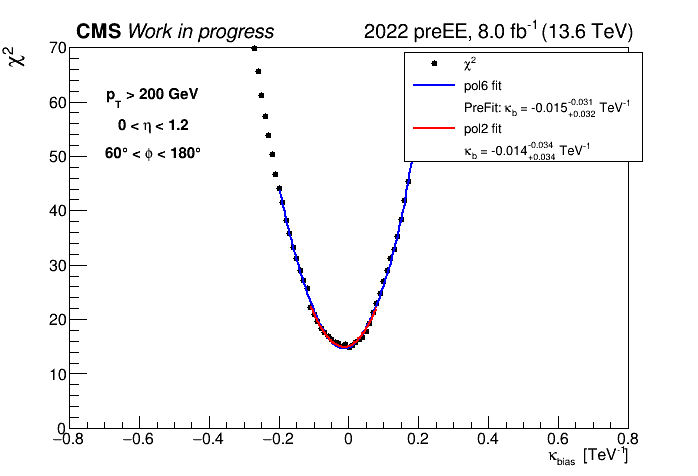 CMS Work in progress
2022 preEE, 8.0 fb⁻¹ (13.6 TeV)
χ²
p_T > 200 GeV
0 < η < 1.2
60° < ϕ < 180°
χ²
pol6 fit
PreFit: κ_b = -0.015^{-0.031}_{+0.032} TeV⁻¹
pol2 fit
κ_b = -0.014^{-0.034}_{+0.034} TeV⁻¹
70
60
50
40
30
20
10
0
−0.8 −0.6 −0.4 −0.2 0 0.2 0.4 0.6 0.8
κ_bias [TeV⁻¹]